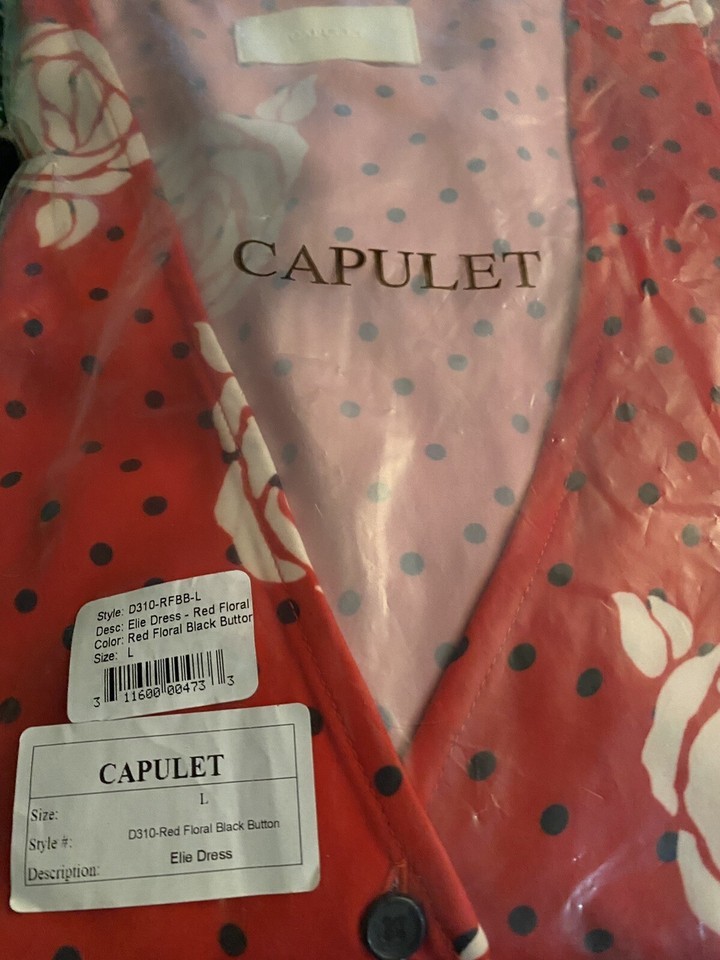 CAPULET
Style: D310-RFBB-L
Desc: Elie Dress - Red Floral
Color: Red Floral Black Button
Size: L
3 11600 00473 3
CAPULET
Size: L
Style #: D310-Red Floral Black Button
Description: Elie Dress